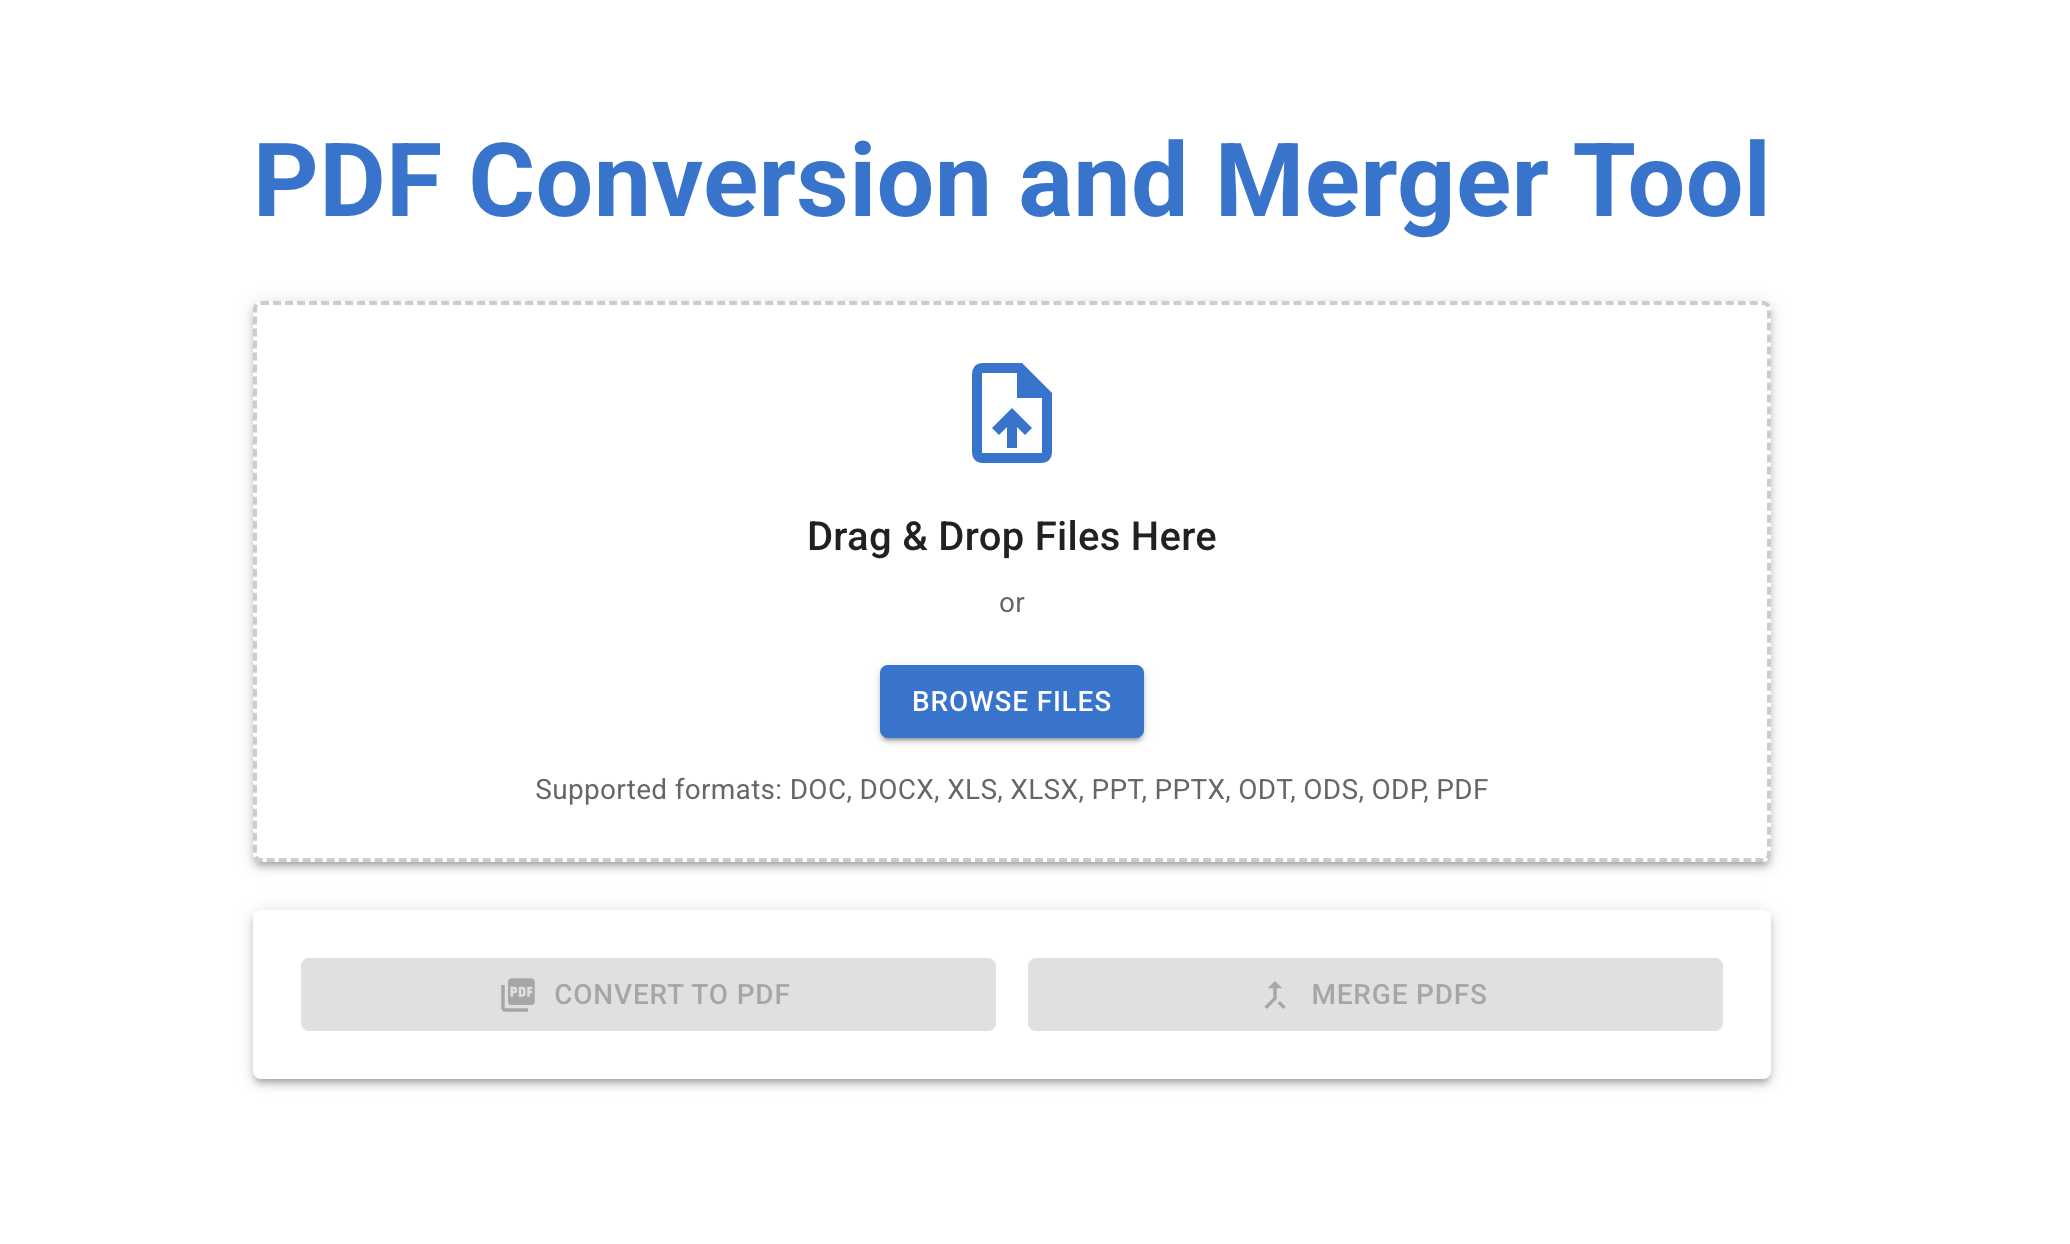 PDF Conversion and Merger Tool
Drag & Drop Files Here
or
BROWSE FILES
Supported formats: DOC, DOCX, XLS, XLSX, PPT, PPTX, ODT, ODS, ODP, PDF
PDF CONVERT TO PDF
MERGE PDFS